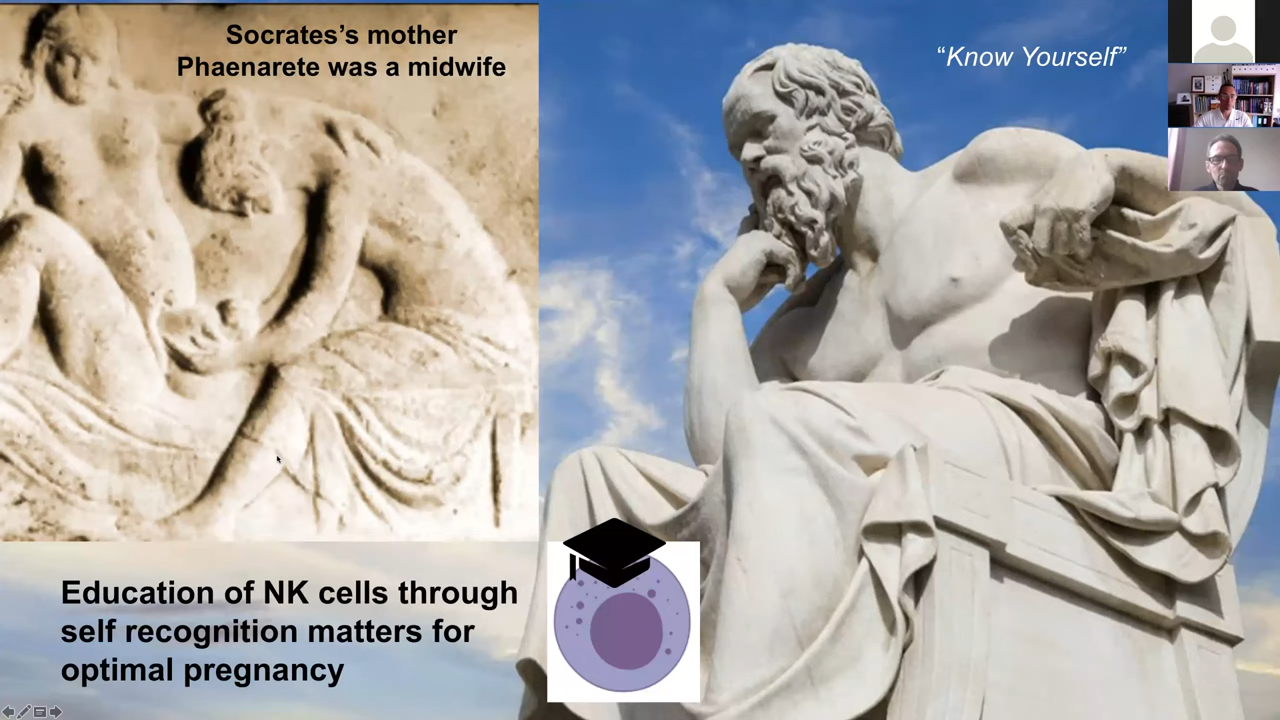 Socrates’s mother
Phaenarete was a midwife
“Know Yourself”
Education of NK cells through
self recognition matters for
optimal pregnancy